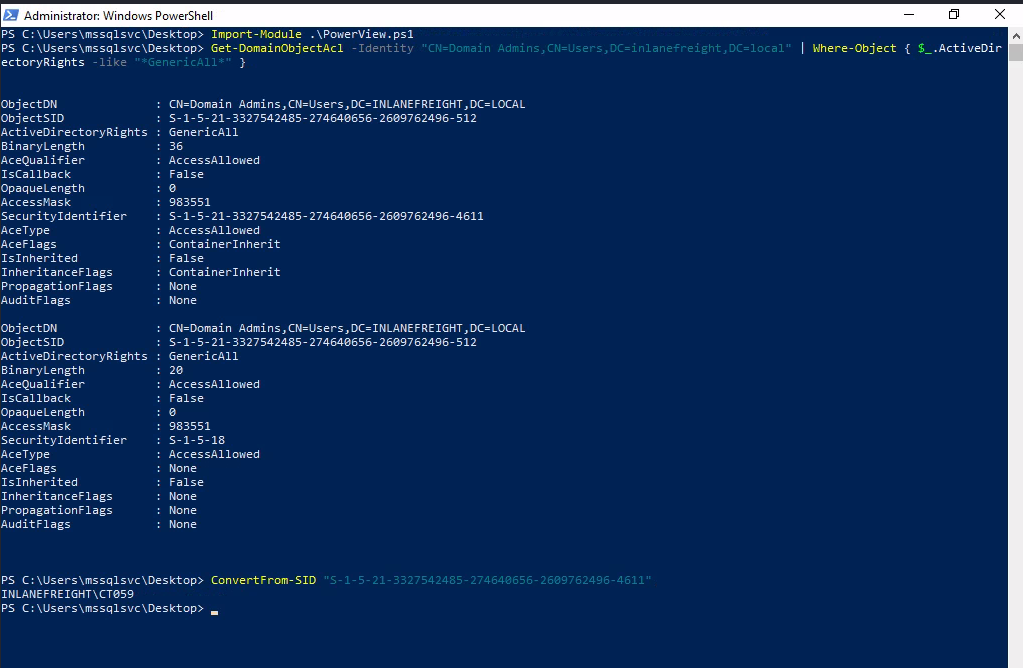 Administrator: Windows PowerShell
PS C:\Users\mssqlsvc\Desktop> Import-Module .\PowerView.ps1
PS C:\Users\mssqlsvc\Desktop> Get-DomainObjectAcl -Identity "CN=Domain Admins,CN=Users,DC=inlanefreight,DC=local" | Where-Object { $_.ActiveDir
ectoryRights -like "*GenericAll*" }
ObjectDN               : CN=Domain Admins,CN=Users,DC=INLANEFREIGHT,DC=LOCAL
ObjectSID              : S-1-5-21-3327542485-274640656-2609762496-512
ActiveDirectoryRights : GenericAll
BinaryLength           : 36
AceQualifier           : AccessAllowed
IsCallback             : False
OpaqueLength           : 0
AccessMask             : 983551
SecurityIdentifier     : S-1-5-21-3327542485-274640656-2609762496-4611
AceType                : AccessAllowed
AceFlags               : ContainerInherit
IsInherited            : False
InheritanceFlags       : ContainerInherit
PropagationFlags       : None
AuditFlags             : None
ObjectDN               : CN=Domain Admins,CN=Users,DC=INLANEFREIGHT,DC=LOCAL
ObjectSID              : S-1-5-21-3327542485-274640656-2609762496-512
ActiveDirectoryRights : GenericAll
BinaryLength           : 20
AceQualifier           : AccessAllowed
IsCallback             : False
OpaqueLength           : 0
AccessMask             : 983551
SecurityIdentifier     : S-1-5-18
AceType                : AccessAllowed
AceFlags               : None
IsInherited            : False
InheritanceFlags       : None
PropagationFlags       : None
AuditFlags             : None
PS C:\Users\mssqlsvc\Desktop> ConvertFrom-SID "S-1-5-21-3327542485-274640656-2609762496-4611"
INLANEFREIGHT\CT059
PS C:\Users\mssqlsvc\Desktop>